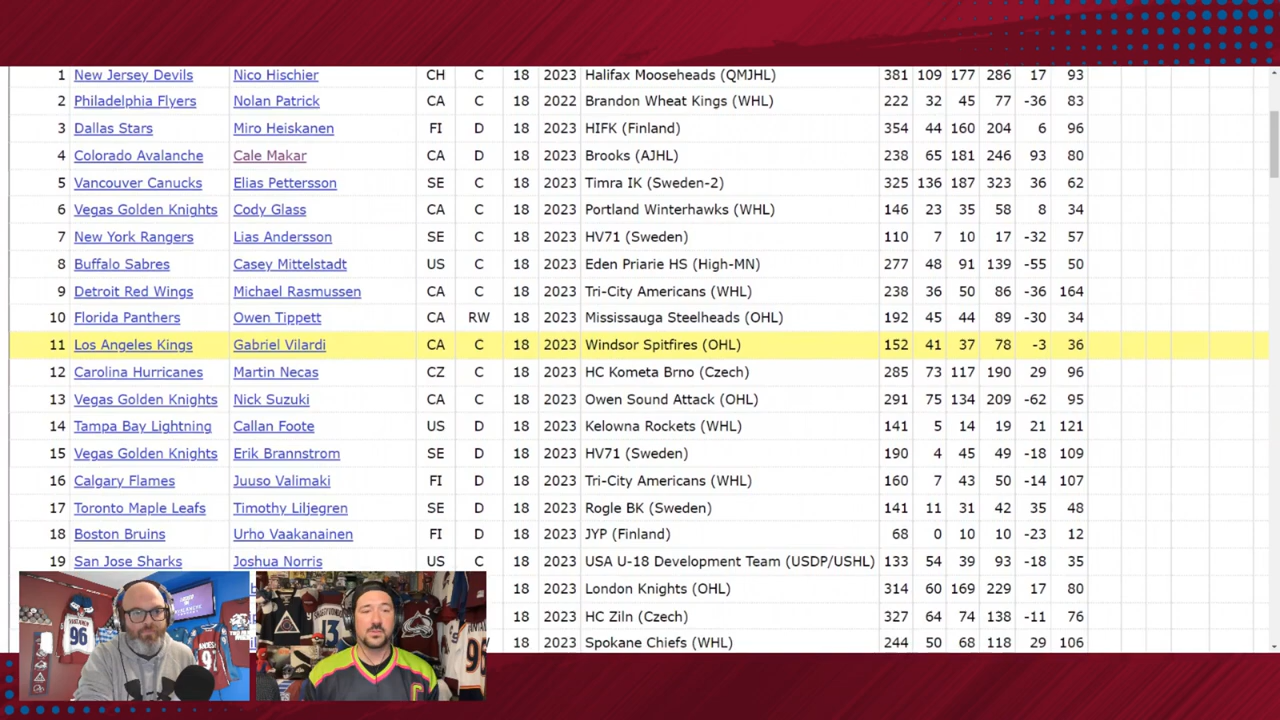 1 New Jersey Devils Nico Hischier CH C 18 2023 Halifax Mooseheads (QMJHL) 381 109 177 286 17 93
2 Philadelphia Flyers Nolan Patrick CA C 18 2022 Brandon Wheat Kings (WHL) 222 32 45 77 -36 83
3 Dallas Stars Miro Heiskanen FI D 18 2023 HIFK (Finland) 354 44 160 204 6 96
4 Colorado Avalanche Cale Makar CA D 18 2023 Brooks (AJHL) 238 65 181 246 93 80
5 Vancouver Canucks Elias Pettersson SE C 18 2023 Timra IK (Sweden-2) 325 136 187 323 36 62
6 Vegas Golden Knights Cody Glass CA C 18 2023 Portland Winterhawks (WHL) 146 23 35 58 8 34
7 New York Rangers Lias Andersson SE C 18 2023 HV71 (Sweden) 110 7 10 17 -32 57
8 Buffalo Sabres Casey Mittelstadt US C 18 2023 Eden Priarie HS (High-MN) 277 48 91 139 -55 50
9 Detroit Red Wings Michael Rasmussen CA C 18 2023 Tri-City Americans (WHL) 238 36 50 86 -36 164
10 Florida Panthers Owen Tippett CA RW 18 2023 Mississauga Steelheads (OHL) 192 45 44 89 -30 34
11 Los Angeles Kings Gabriel Vilardi CA C 18 2023 Windsor Spitfires (OHL) 152 41 37 78 -3 36
12 Carolina Hurricanes Martin Necas CZ C 18 2023 HC Kometa Brno (Czech) 285 73 117 190 29 96
13 Vegas Golden Knights Nick Suzuki CA C 18 2023 Owen Sound Attack (OHL) 291 75 134 209 -62 95
14 Tampa Bay Lightning Callan Foote US D 18 2023 Kelowna Rockets (WHL) 141 5 14 19 21 121
15 Vegas Golden Knights Erik Brannstrom SE D 18 2023 HV71 (Sweden) 190 4 45 49 -18 109
16 Calgary Flames Juuso Valimaki FI D 18 2023 Tri-City Americans (WHL) 160 7 43 50 -14 107
17 Toronto Maple Leafs Timothy Liljegren SE D 18 2023 Rogle BK (Sweden) 141 11 31 42 35 48
18 Boston Bruins Urho Vaakanainen FI D 18 2023 JYP (Finland) 68 0 10 10 -23 12
19 San Jose Sharks Joshua Norris US C 18 2023 USA U-18 Development Team (USDP/USHL) 133 54 39 93 -18 35
18 2023 London Knights (OHL) 314 60 169 229 17 80
18 2023 HC Ziln (Czech) 327 64 74 138 -11 76
18 2023 Spokane Chiefs (WHL) 244 50 68 118 29 106
96
13